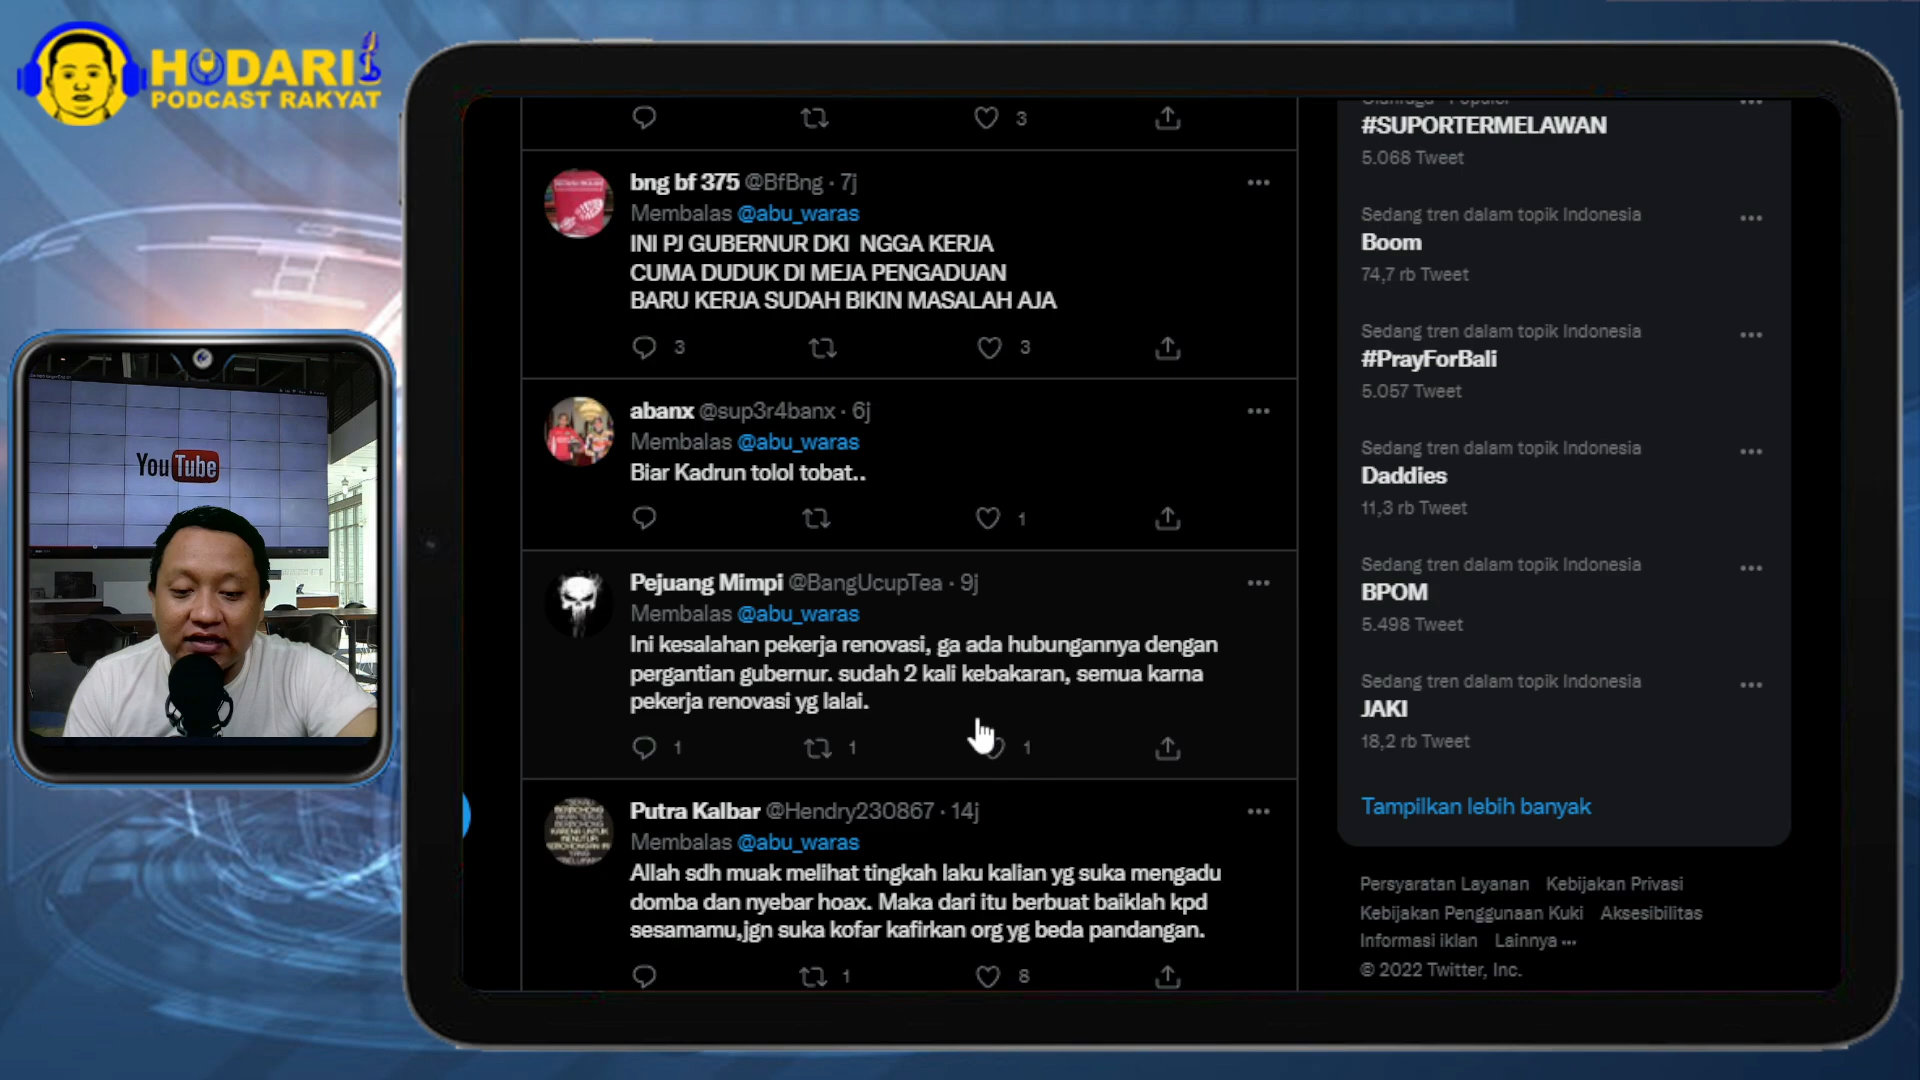 HODARI
PODCAST RAKYAT
YouTube
3
bng bf 375 @BfBng · 7j
Membalas @abu_waras
INI PJ GUBERNUR DKI NGGA KERJA
CUMA DUDUK DI MEJA PENGADUAN
BARU KERJA SUDAH BIKIN MASALAH AJA
3 3
abanx @sup3r4banx · 6j
Membalas @abu_waras
Biar Kadrun tolol tobat..
1
Pejuang Mimpi @BangUcupTea · 9j
Membalas @abu_waras
Ini kesalahan pekerja renovasi, ga ada hubungannya dengan
pergantian gubernur. sudah 2 kali kebakaran, semua karna
pekerja renovasi yg lalai.
1 1 1
Putra Kalbar @Hendry230867 · 14j
Membalas @abu_waras
Allah sdh muak melihat tingkah laku kalian yg suka mengadu
domba dan nyebar hoax. Maka dari itu berbuat baiklah kpd
sesamamu,jgn suka kofar kafirkan org yg beda pandangan.
1 8
#SUPORTERMELAWAN
5.068 Tweet
Sedang tren dalam topik Indonesia
Boom
74,7 rb Tweet
Sedang tren dalam topik Indonesia
#PrayForBali
5.057 Tweet
Sedang tren dalam topik Indonesia
Daddies
11,3 rb Tweet
Sedang tren dalam topik Indonesia
BPOM
5.498 Tweet
Sedang tren dalam topik Indonesia
JAKI
18,2 rb Tweet
Tampilkan lebih banyak
Persyaratan Layanan Kebijakan Privasi
Kebijakan Penggunaan Kuki Aksesibilitas
Informasi iklan Lainnya ···
© 2022 Twitter, Inc.